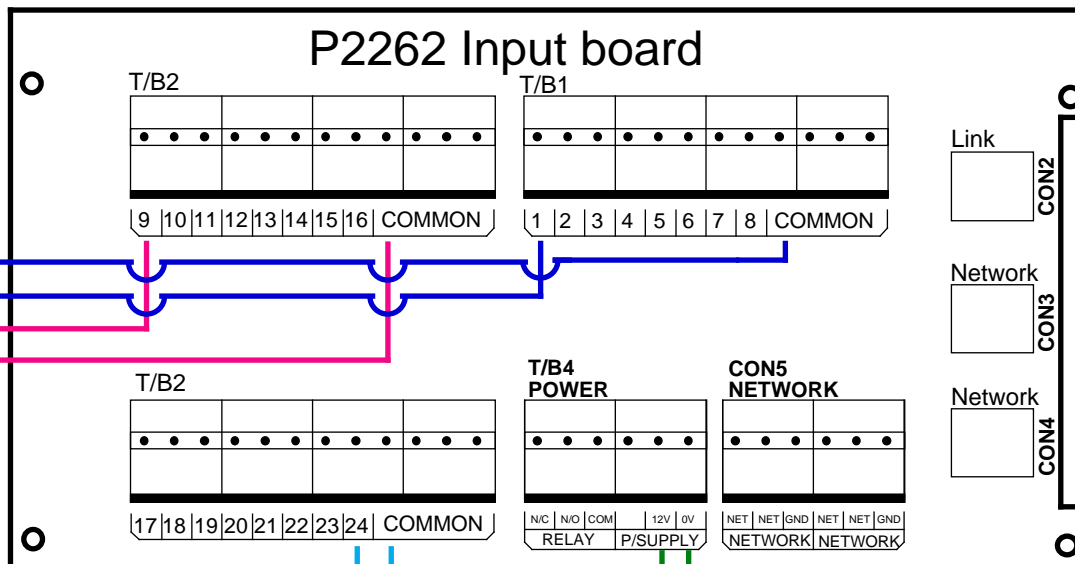 P2262 Input board
T/B2
T/B1
9 10 11 12 13 14 15 16 COMMON
1 2 3 4 5 6 7 8 COMMON
Link
CON2
Network
CON3
Network
CON4
T/B2
T/B4
POWER
CON5
NETWORK
17 18 19 20 21 22 23 24 COMMON
N/C N/O COM 12V 0V
RELAY P/SUPPLY
NET NET GND NET NET GND
NETWORK NETWORK